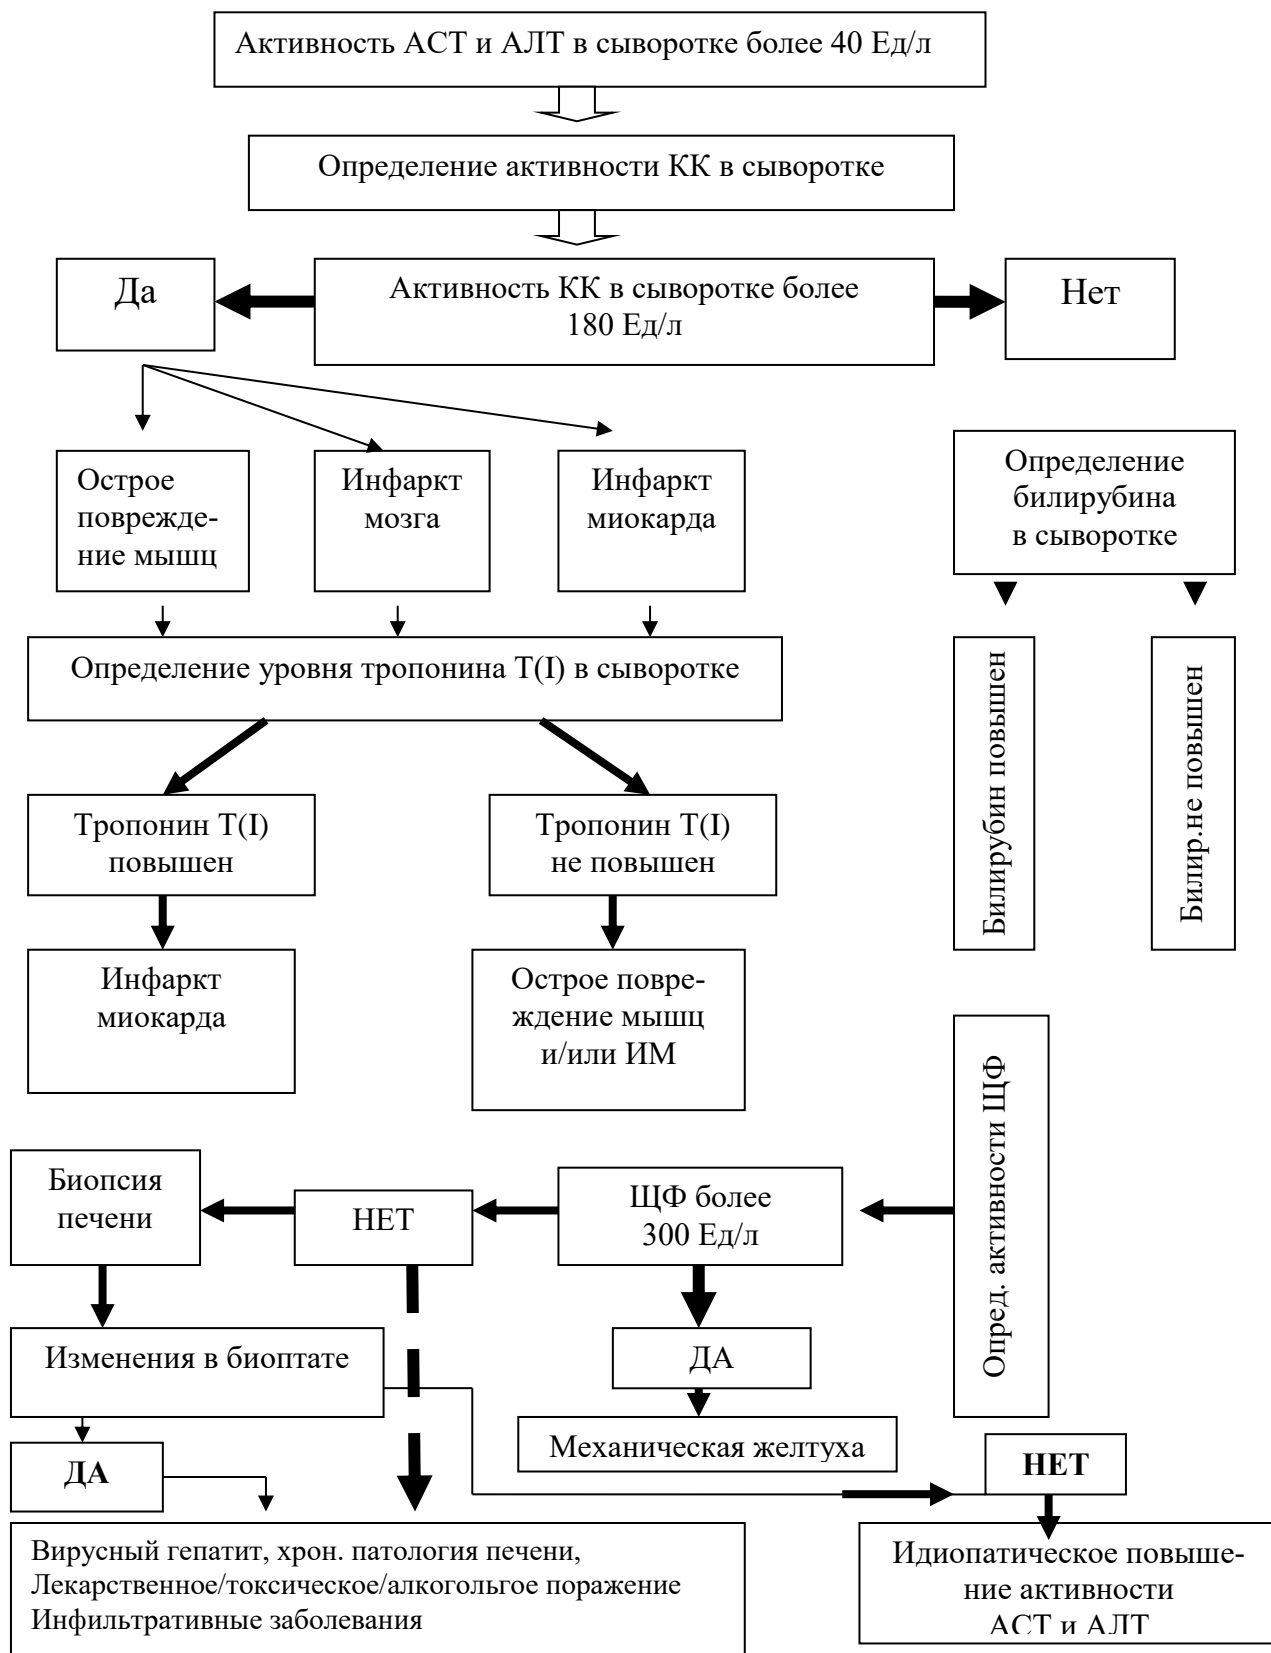 Активность АСТ и АЛТ в сыворотке более 40 Ед/л
Определение активности КК в сыворотке
Да
Активность КК в сыворотке более
180 Ед/л
Нет
Острое
поврежде-
ние мышц
Инфаркт
мозга
Инфаркт
миокарда
Определение
билирубина
в сыворотке
Определение уровня тропонина Т(I) в сыворотке
Билирубин повышен
Билир.не повышен
Тропонин Т(I)
повышен
Тропонин Т(I)
не повышен
Инфаркт
миокарда
Острое повре-
ждение мышц
и/или ИМ
Опред. активности ЩФ
Биопсия
печени
НЕТ
ЩФ более
300 Ед/л
Изменения в биоптате
ДА
Механическая желтуха
ДА
НЕТ
Вирусный гепатит, хрон. патология печени,
Лекарственное/токсическое/алкогольгое поражение
Инфильтративные заболевания
Идиопатическое повыше-
ние активности
АСТ и АЛТ